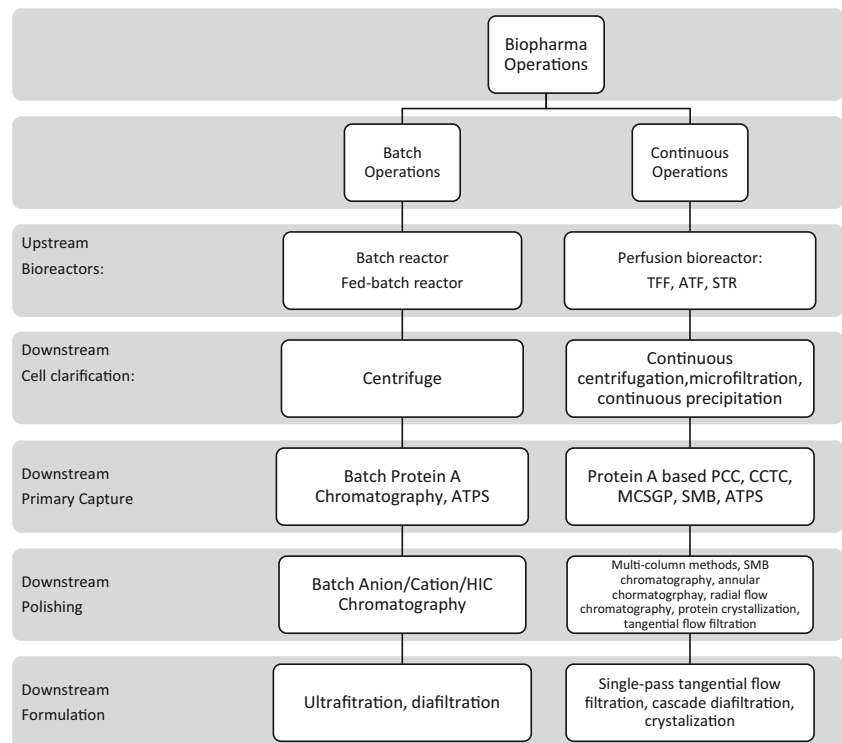 Biopharma
Operations
Batch
Operations
Continuous
Operations
Upstream
Bioreactors:
Batch reactor
Fed-batch reactor
Perfusion bioreactor:
TFF, ATF, STR
Downstream
Cell clarification:
Centrifuge
Continuous
centrifugation,microfiltration,
continuous precipitation
Downstream
Primary Capture
Batch Protein A
Chromatography, ATPS
Protein A based PCC, CCTC,
MCSGP, SMB, ATPS
Downstream
Polishing
Batch Anion/Cation/HIC
Chromatography
Multi-column methods, SMB
chromatography, annular
chormatogrphay, radial flow
chromatography, protein crystallization,
tangential flow filtration
Downstream
Formulation
Ultrafitration, diafiltration
Single-pass tangential flow
filtration, cascade diafiltration,
crystalization